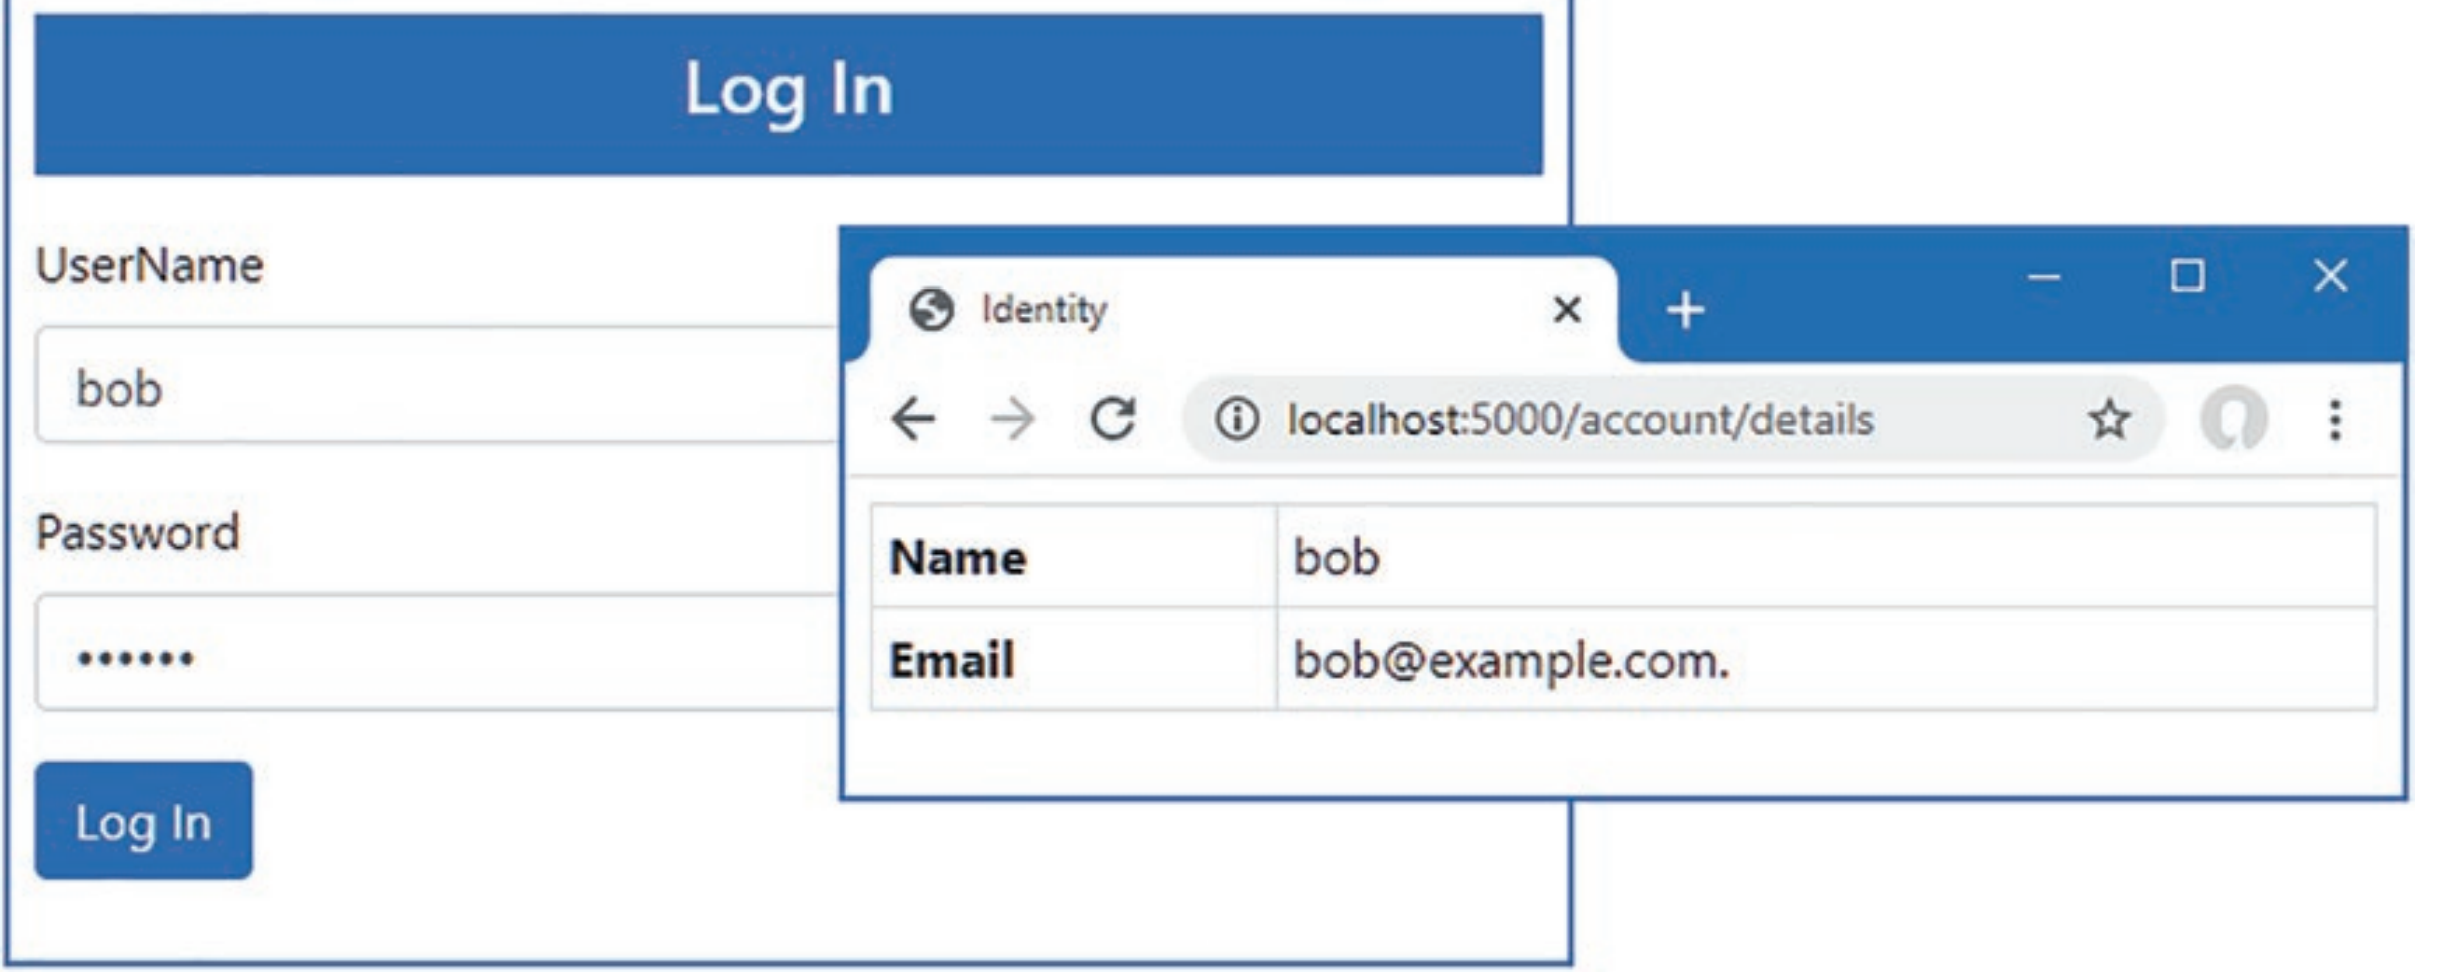 Log In
UserName
bob
Password
••••••
Log In
Identity
localhost:5000/account/details
Name bob
Email bob@example.com.